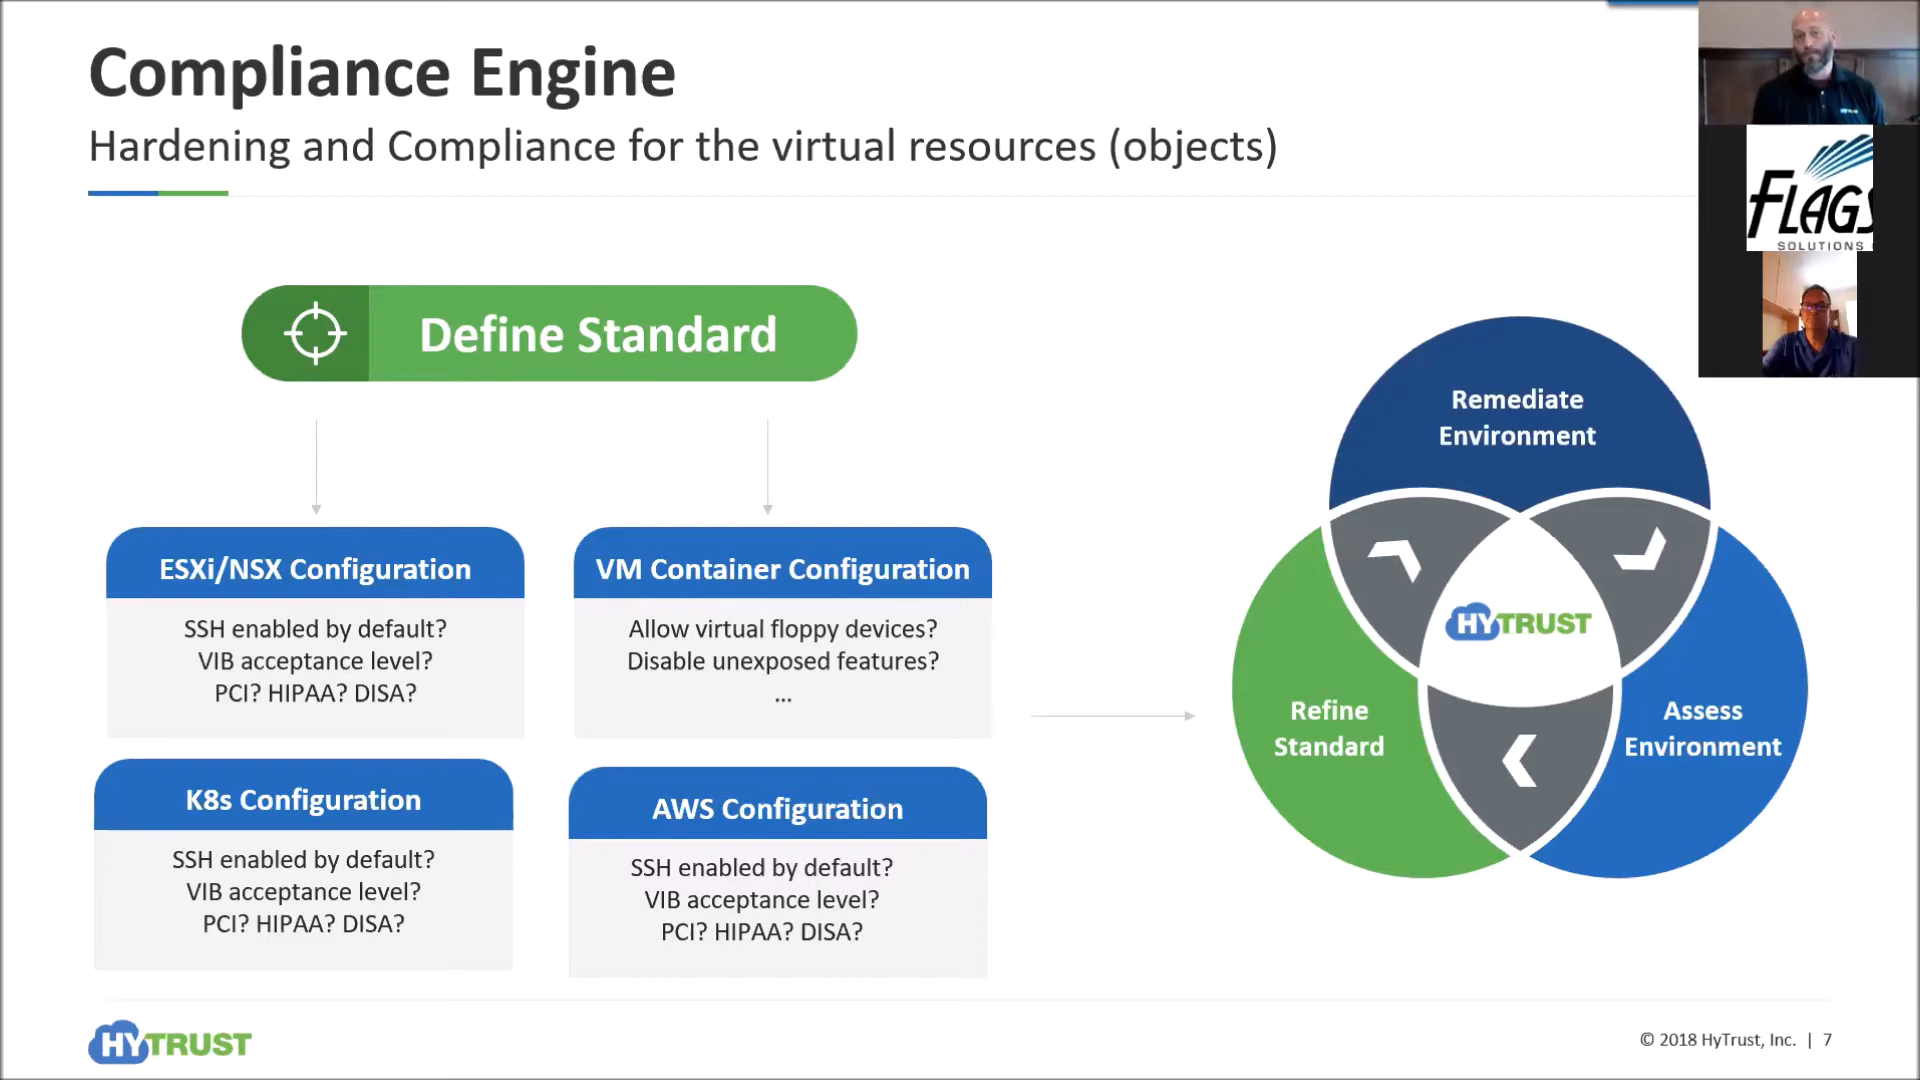 Compliance Engine
Hardening and Compliance for the virtual resources (objects)
FLAGS
SOLUTIONS
Define Standard
ESXi/NSX Configuration
SSH enabled by default?
VIB acceptance level?
PCI? HIPAA? DISA?
VM Container Configuration
Allow virtual floppy devices?
Disable unexposed features?
...
K8s Configuration
SSH enabled by default?
VIB acceptance level?
PCI? HIPAA? DISA?
AWS Configuration
SSH enabled by default?
VIB acceptance level?
PCI? HIPAA? DISA?
Remediate
Environment
HYTRUST
Refine
Standard
Assess
Environment
HYTRUST
© 2018 HyTrust, Inc. | 7